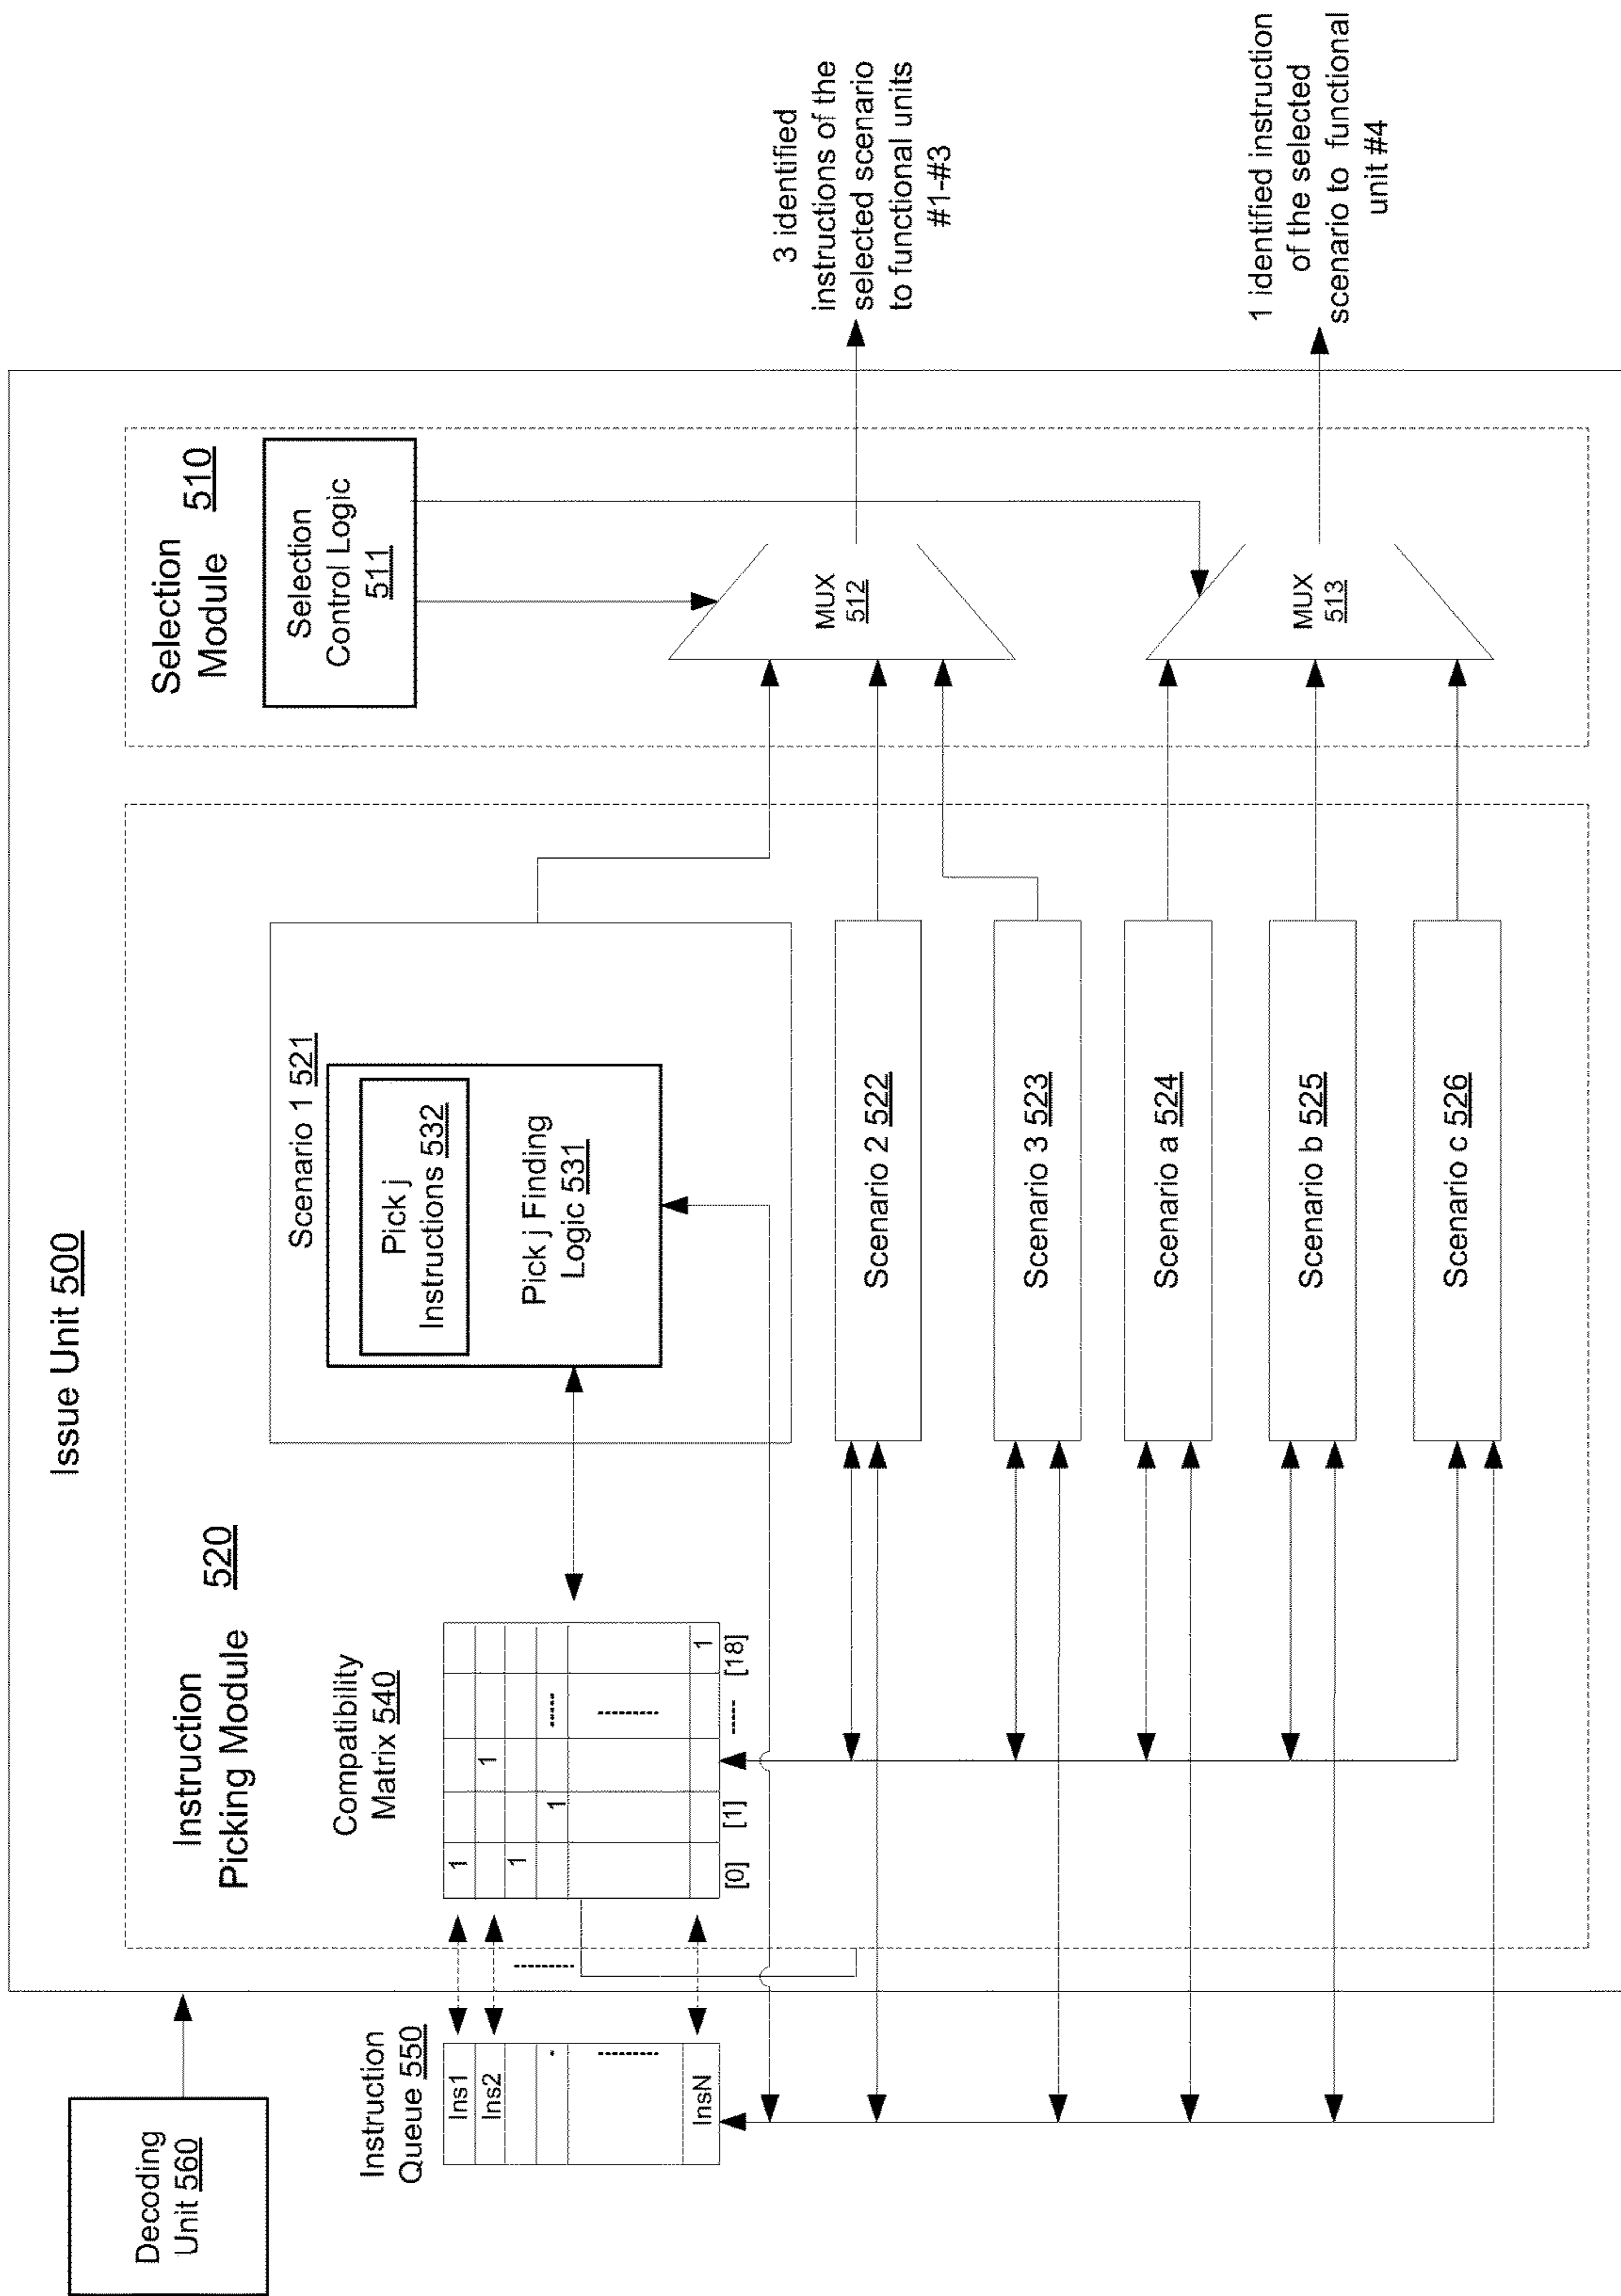 Issue Unit 500
Decoding
Unit 560
Instruction
Queue 550
Ins1
Ins2
InsN
Instruction
Picking Module 520
Compatibility
Matrix 540
1
1
1
1
1
[0]
[1]
[18]
Scenario 1 521
Pick j
Instructions 532
Pick j Finding
Logic 531
Scenario 2 522
Scenario 3 523
Scenario a 524
Scenario b 525
Scenario c 526
Selection
Module 510
Selection
Control Logic
511
MUX
512
MUX
513
3 identified
instructions of the
selected scenario
to functional units
#1-#3
1 identified instruction
of the selected
scenario to functional
unit #4